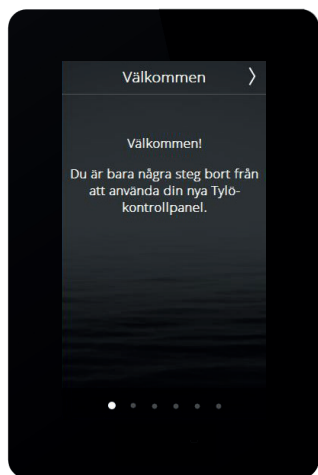 Välkommen
Välkommen!
Du är bara några steg bort från
att använda din nya Tylö-
kontrollpanel.